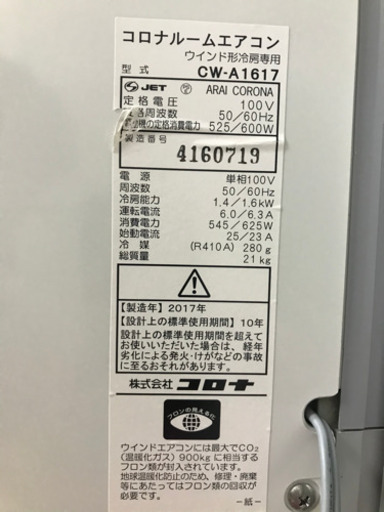 コロナルームエアコン
ウインド形冷房専用
型式 CW-A1617
JET ARAI CORONA
定格電圧 100V
定格周波数 50/60Hz
の定格消費電力 525/600W
製造番号
4160719
電源 単相100V
周波数 50/60Hz
冷房能力 1.4/1.6kW
運転電流 6.0/6.3A
消費電力 545/625W
始動電流 25/23A
冷媒 (R410A) 280g
総質量 21kg
【製造年】2017年
【設計上の標準使用期間】10年
設計上の標準使用期間を超えて
お使いいただいた場合は、経年
劣化による発火・けがなどの事故
に至るおそれがあります。
株式会社 コロナ
フロンの見える化
ウインドエアコンには最大でCO₂
(温暖化ガス)900kgに相当する
フロン類が封入されています。
地球温暖化防止のため、修理・廃棄
等にあたってはフロン類の回収が
必要です。
-紙-